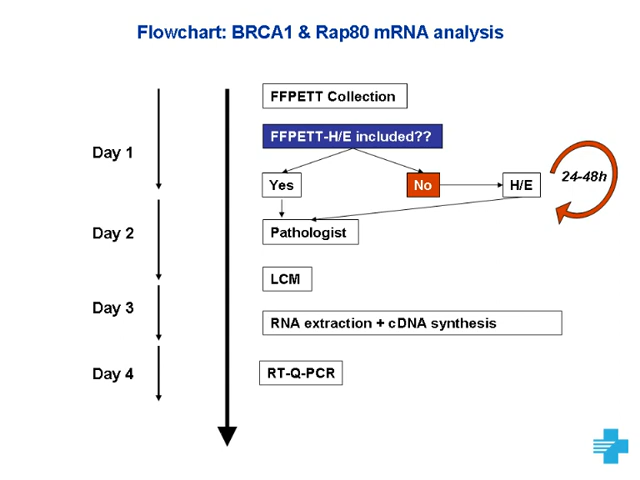 Flowchart: BRCA1 & Rap80 mRNA analysis
FFPETT Collection
FFPETT-H/E included??
Day 1
Yes
No
H/E
24-48h
Day 2
Pathologist
LCM
Day 3
RNA extraction + cDNA synthesis
Day 4
RT-Q-PCR